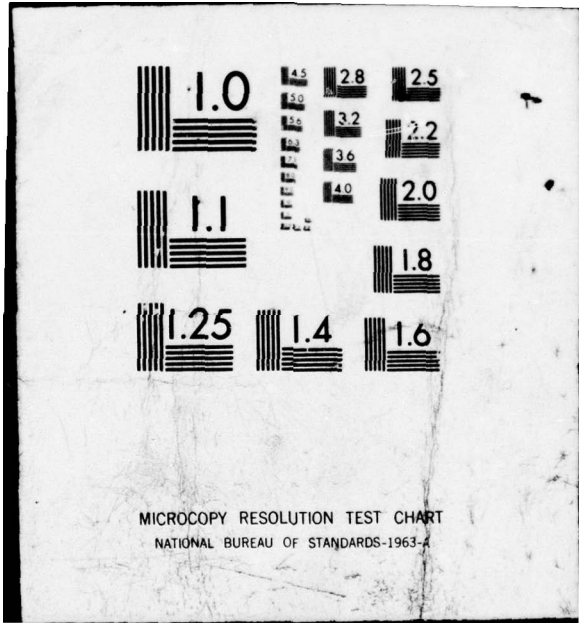 1.0
4.5 2.8 2.5
5.0
5.6 3.2 2.2
6.3
3.6
4.0 2.0
1.1
1.8
1.25 1.4 1.6
MICROCOPY RESOLUTION TEST CHART
NATIONAL BUREAU OF STANDARDS-1963-A